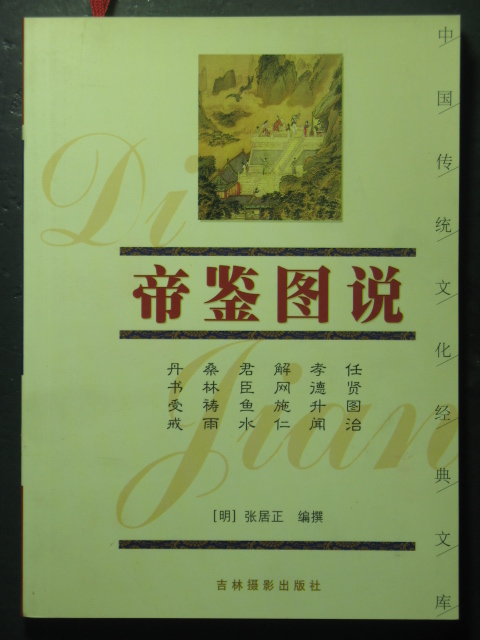 中国传统文化经典文库
Di
帝鉴图说
任贤图治
孝德升闻
解网施仁
君臣鱼水
桑林祷雨
丹书受戒
Jian
[明] 张居正 编撰
吉林摄影出版社